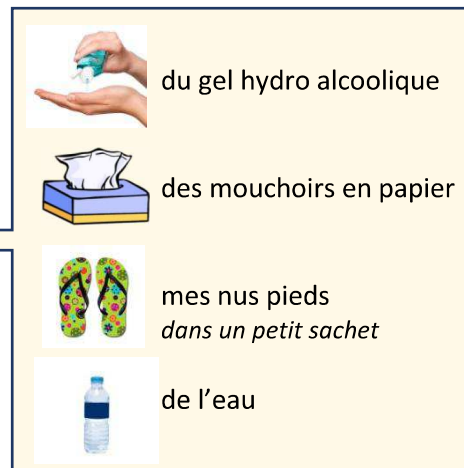 du gel hydro alcoolique
des mouchoirs en papier
mes nus pieds
dans un petit sachet
de l'eau